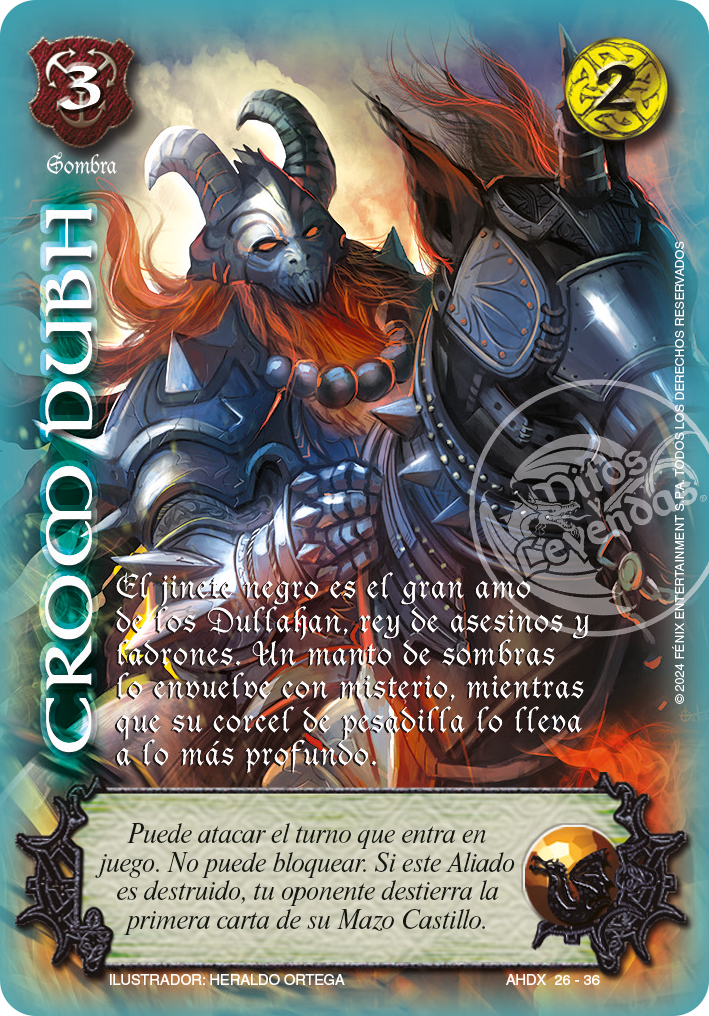 3
2
Sombra
CROM DUBH
El jinete negro es el gran amo
de los Dullahan, rey de asesinos y
ladrones. Un manto de sombras
lo envuelve con misterio, mientras
que su corcel de pesadilla lo lleva
a lo más profundo.
Mitos
y
Leyendas
®
© 2024 FÉNIX ENTERTAINMENT S.P.A. TODOS LOS DERECHOS RESERVADOS
Puede atacar el turno que entra en
juego. No puede bloquear. Si este Aliado
es destruido, tu oponente destierra la
primera carta de su Mazo Castillo.
ILUSTRADOR: HERALDO ORTEGA
AHDX 26 - 36